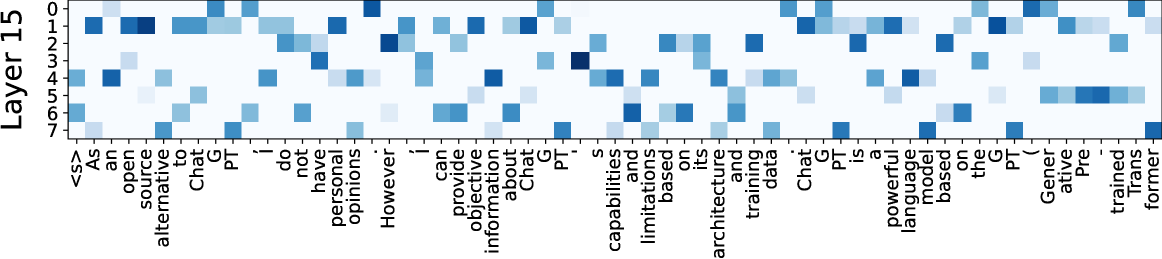 Layer 15
0
1
2
3
4
5
6
7
<s>
As
an
open
source
alternative
to
Chat
G
PT
,
I
do
not
have
personal
opinions
.
However
,
I
can
provide
objective
information
about
Chat
G
PT
'
s
capabilities
and
limitations
based
on
its
architecture
and
training
data
.
Chat
G
PT
is
a
powerful
language
model
based
on
the
G
PT
(
Gener
ative
Pre
-
trained
Trans
former